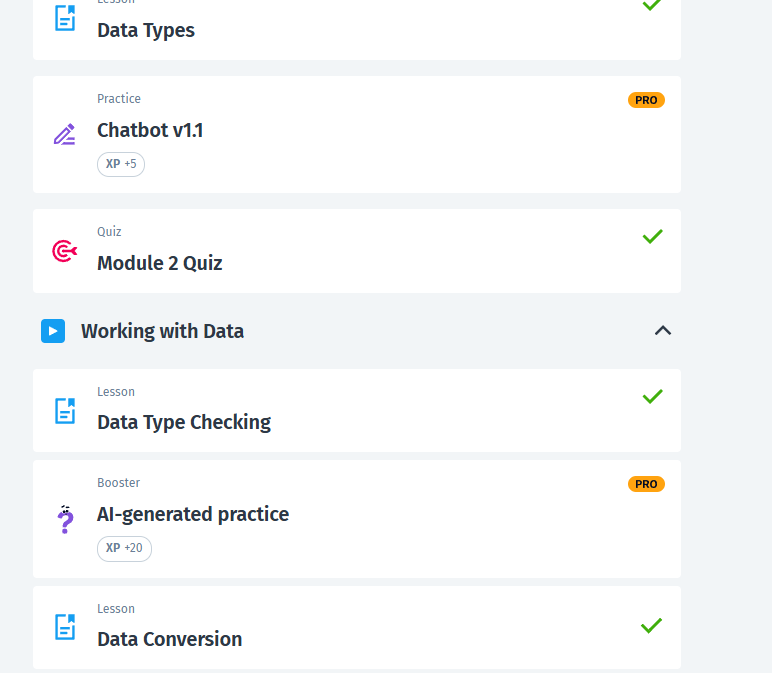 Lesson
Data Types
Practice
PRO
Chatbot v1.1
XP +5
Quiz
Module 2 Quiz
Working with Data
Lesson
Data Type Checking
Booster
PRO
AI-generated practice
XP +20
Lesson
Data Conversion